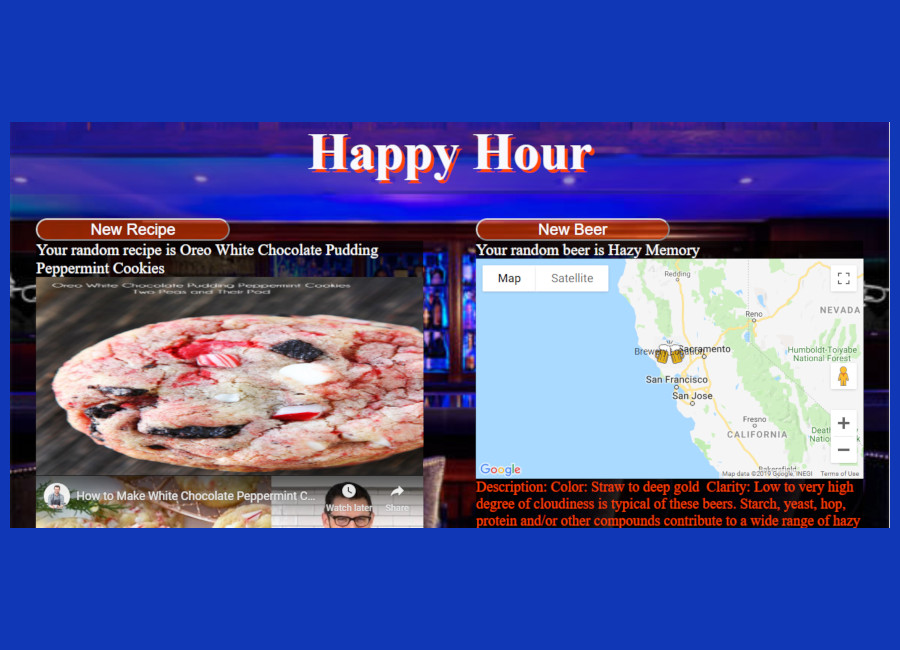 Happy Hour
New Recipe
Your random recipe is Oreo White Chocolate Pudding
Peppermint Cookies
Oreo White Chocolate Pudding Peppermint Cookies
Two Peas and Their Pod
How to Make White Chocolate Peppermint C...
Watch later
Share
New Beer
Your random beer is Hazy Memory
Map
Satellite
Redding
Reno
NEVADA
Brewery Location
Sacramento
Humboldt-Toiyabe
National Forest
San Francisco
San Jose
Fresno
CALIFORNIA
Death
Natio
Bakersfield
Google
Map data ©2019 Google, INEGI
Terms of Use
Description: Color: Straw to deep gold Clarity: Low to very high
degree of cloudiness is typical of these beers. Starch, yeast, hop,
protein and/or other compounds contribute to a wide range of hazy